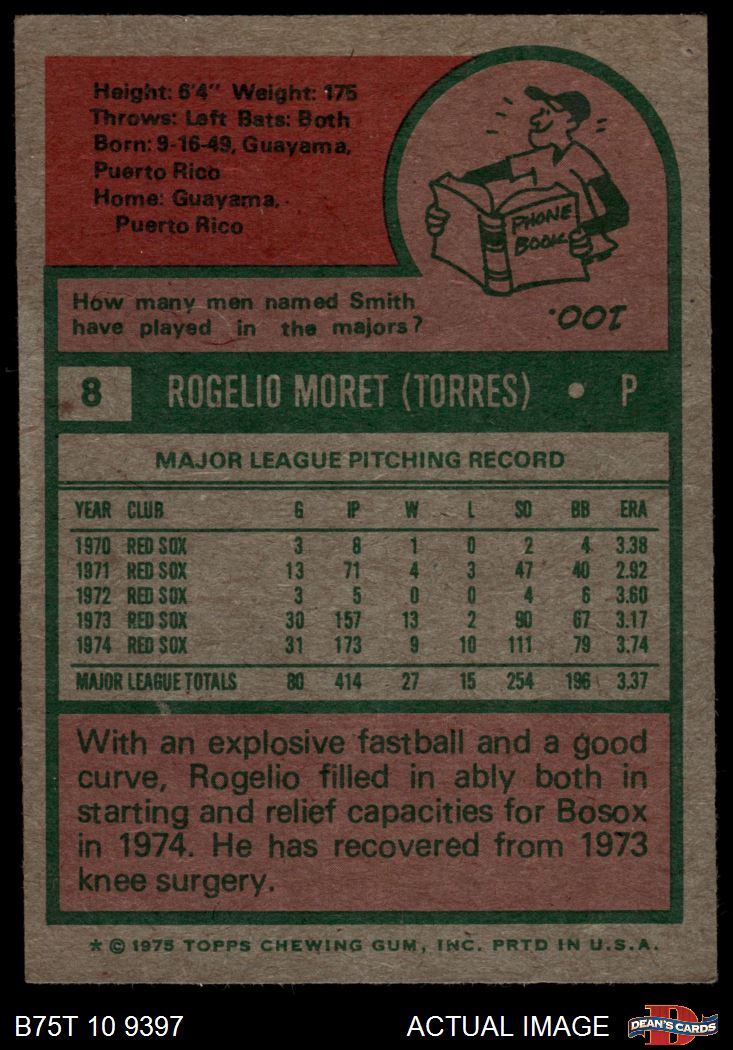 Height: 6'4" Weight: 175
Throws: Left Bats: Both
Born: 9-16-49, Guayama,
Puerto Rico
Home: Guayama,
Puerto Rico
PHONE
BOOK
100.
How many men named Smith
have played in the majors?
8 ROGELIO MORET (TORRES) • P
MAJOR LEAGUE PITCHING RECORD
YEAR CLUB G IP W L SO BB ERA
1970 RED SOX 3 8 1 0 2 4 3.38
1971 RED SOX 13 71 4 3 47 40 2.92
1972 RED SOX 3 5 0 0 4 6 3.60
1973 RED SOX 30 157 13 2 90 67 3.17
1974 RED SOX 31 173 9 10 111 79 3.74
MAJOR LEAGUE TOTALS 80 414 27 15 254 196 3.37
With an explosive fastball and a good
curve, Rogelio filled in ably both in
starting and relief capacities for Bosox
in 1974. He has recovered from 1973
knee surgery.
* © 1975 TOPPS CHEWING GUM, INC. PRTD IN U.S.A.
B75T 10 9397 ACTUAL IMAGE D DEAN'S CARDS